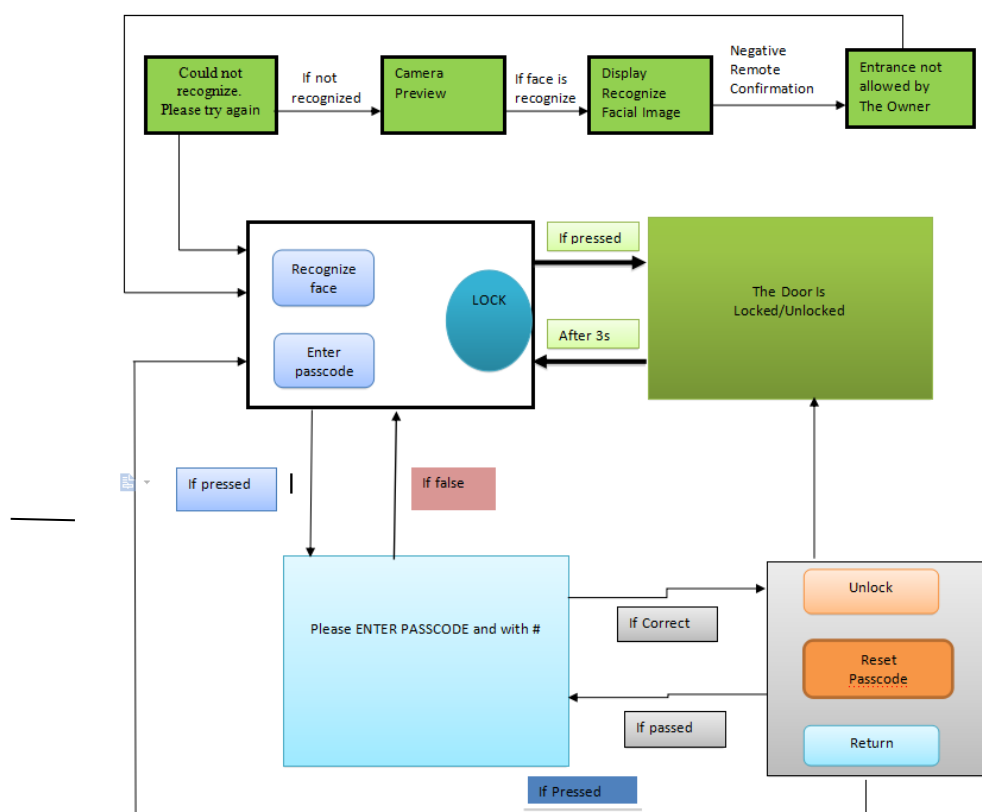 Could not
recognize.
Please try again
If not
recognized
Camera
Preview
If face is
recognize
Display
Recognize
Facial Image
Negative
Remote
Confirmation
Entrance not
allowed by
The Owner
Recognize
face
Enter
passcode
LOCK
If pressed
After 3s
The Door Is
Locked/Unlocked
If pressed
If false
Please ENTER PASSCODE and with #
If Correct
If passed
Unlock
Reset
Passcode
Return
If Pressed